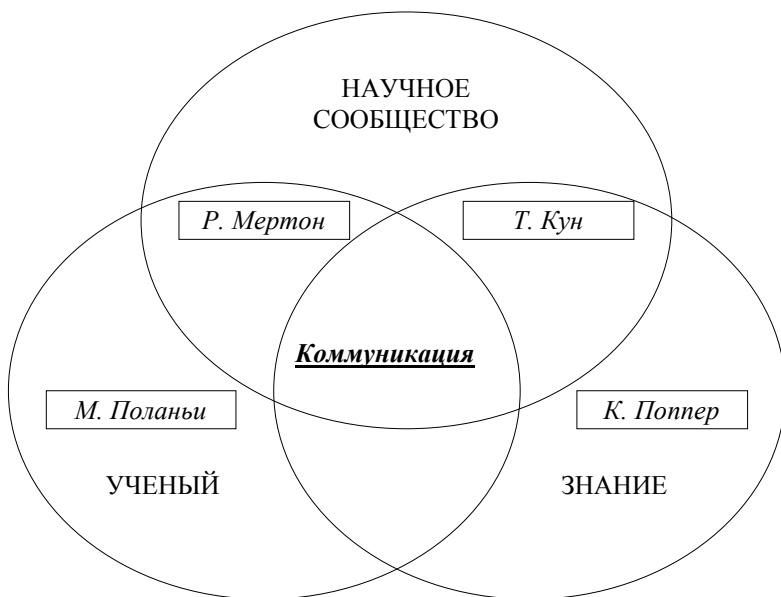 НАУЧНОЕ
СООБЩЕСТВО
Р. Мертон
Т. Кун
Коммуникация
М. Поланьи
К. Поппер
УЧЕНЫЙ
ЗНАНИЕ